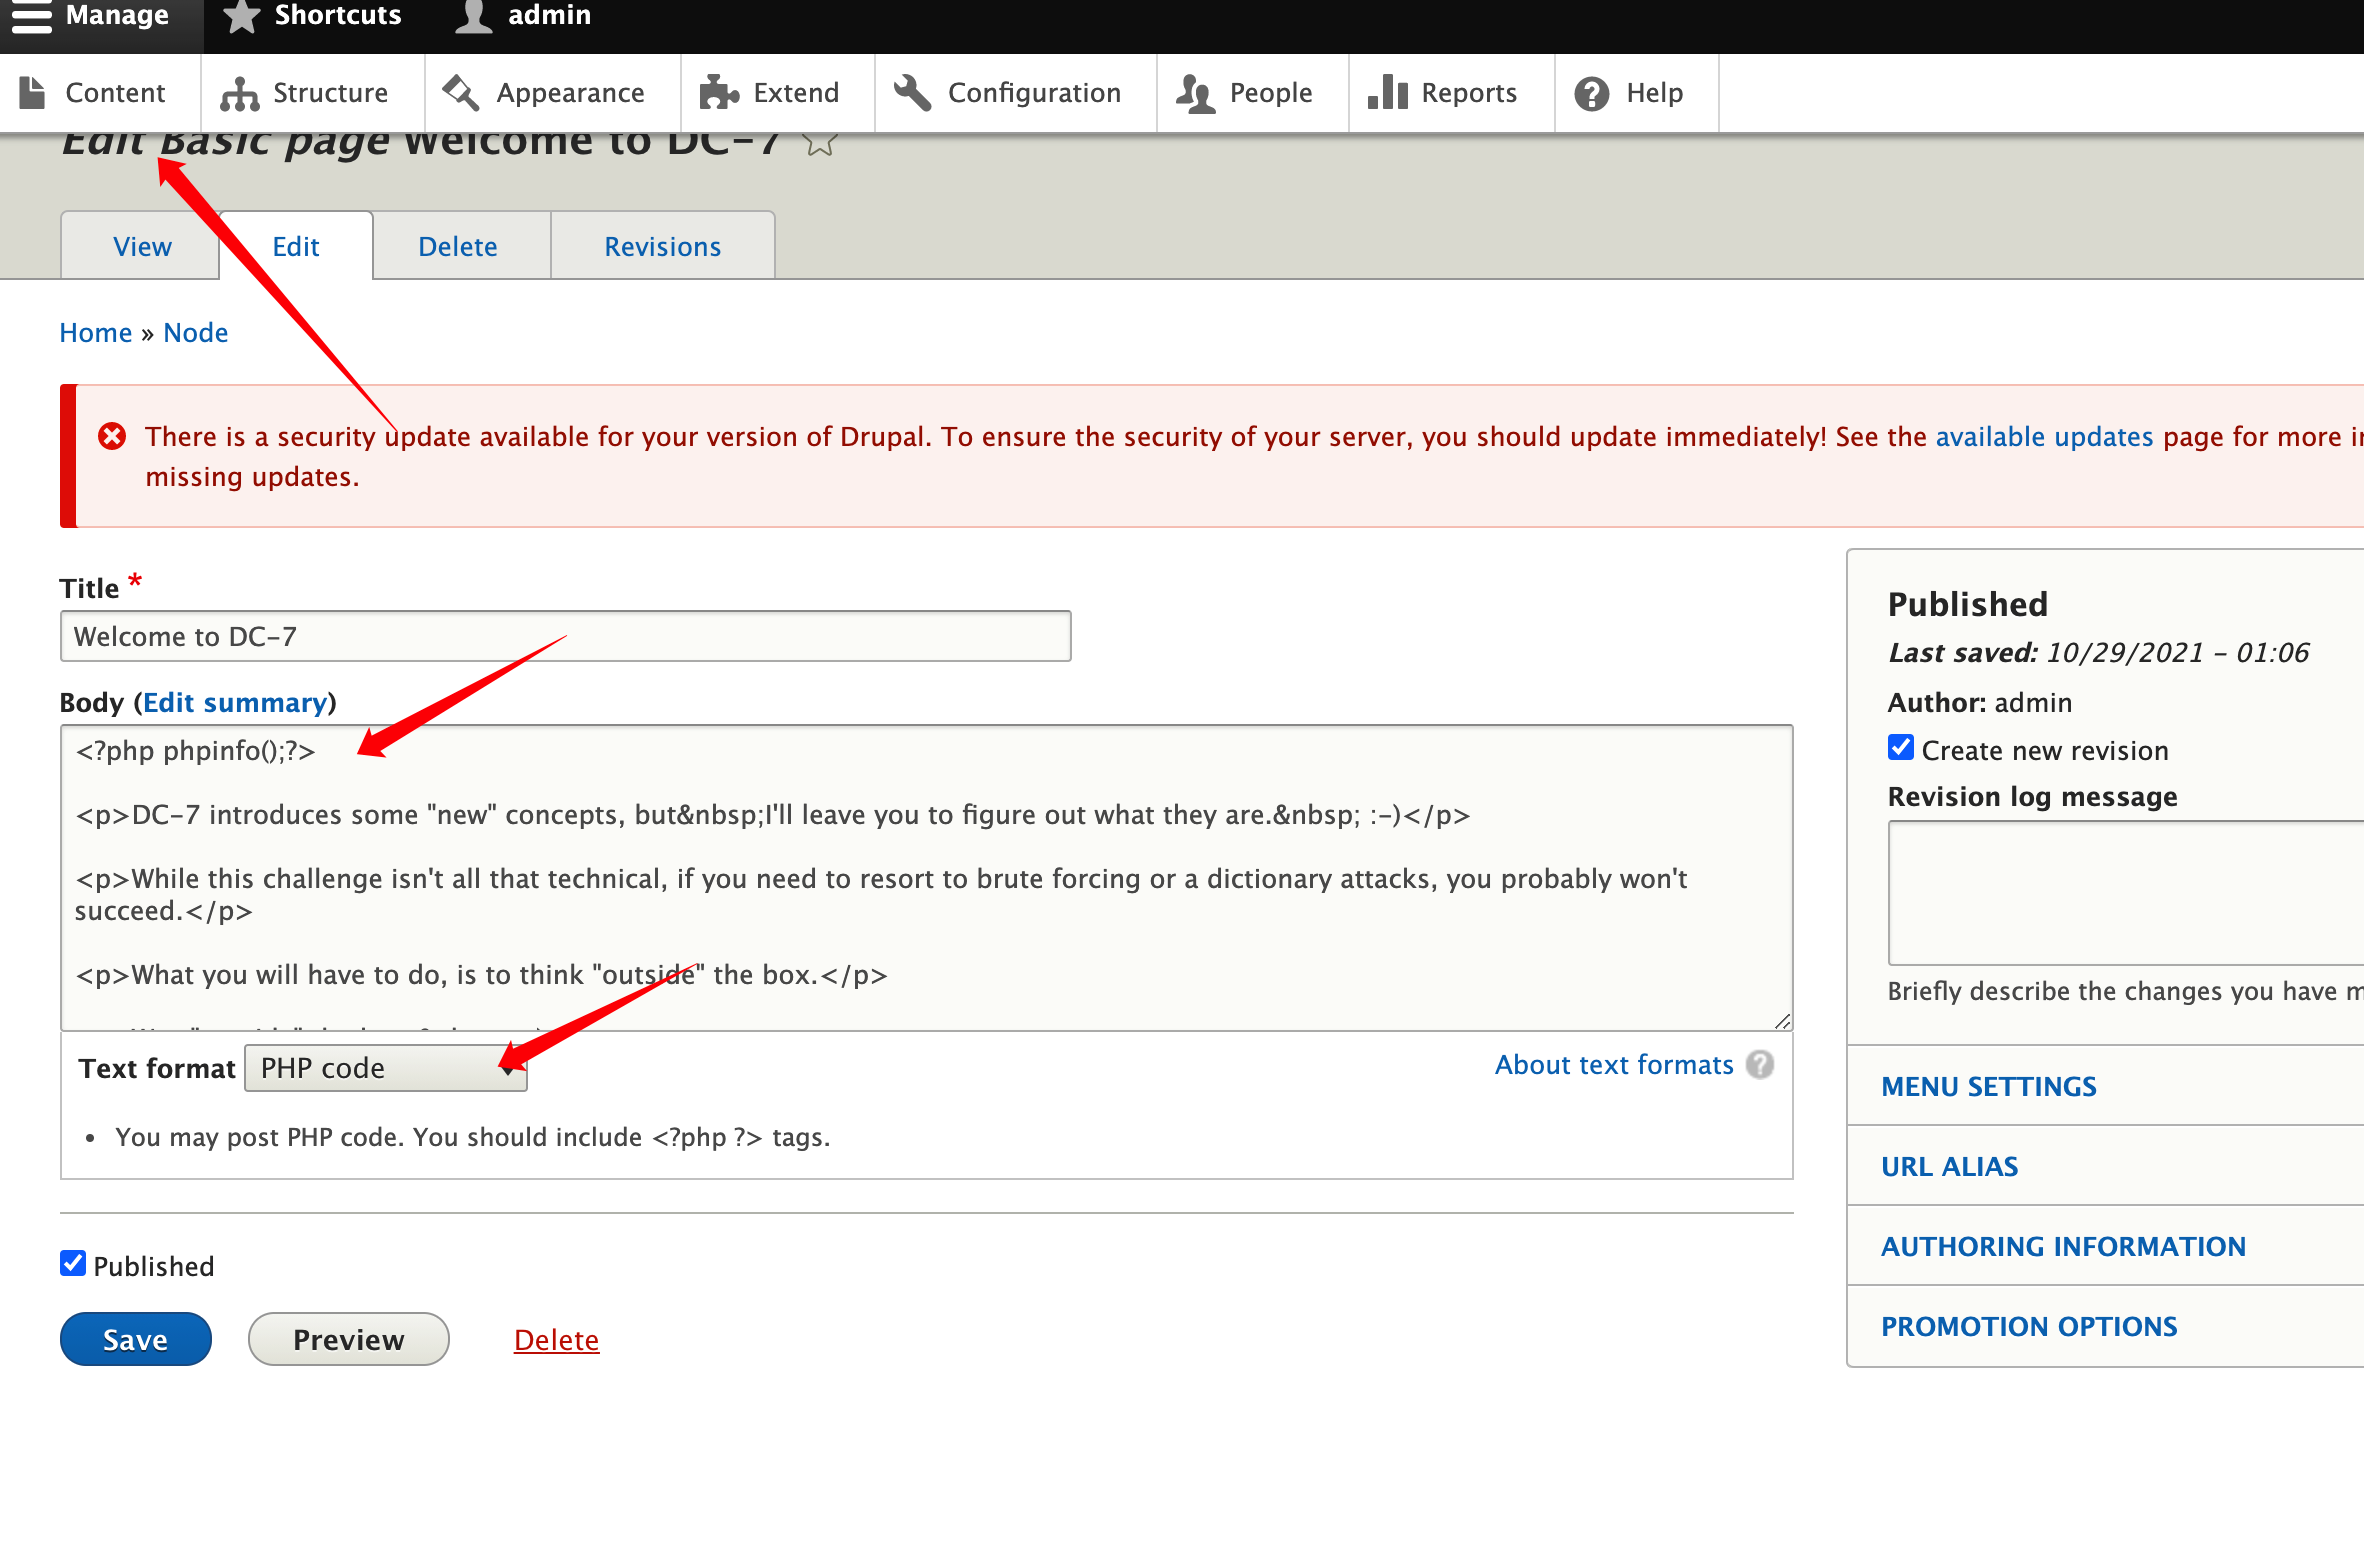 Manage Shortcuts admin
Content Structure Appearance Extend Configuration People Reports Help
Edit Basic page Welcome to DC-7
View Edit Delete Revisions
Home » Node
There is a security update available for your version of Drupal. To ensure the security of your server, you should update immediately! See the available updates page for more
missing updates.
Title *
Welcome to DC-7
Body (Edit summary)
<?php phpinfo();?>
<p>DC-7 introduces some "new" concepts, but&nbsp;I'll leave you to figure out what they are.&nbsp; :-)</p>
<p>While this challenge isn't all that technical, if you need to resort to brute forcing or a dictionary attacks, you probably won't
succeed.</p>
<p>What you will have to do, is to think "outside" the box.</p>
Text format PHP code
About text formats ?
• You may post PHP code. You should include <?php ?> tags.
Published
Save Preview Delete
Published
Last saved: 10/29/2021 - 01:06
Author: admin
Create new revision
Revision log message
Briefly describe the changes you have
MENU SETTINGS
URL ALIAS
AUTHORING INFORMATION
PROMOTION OPTIONS